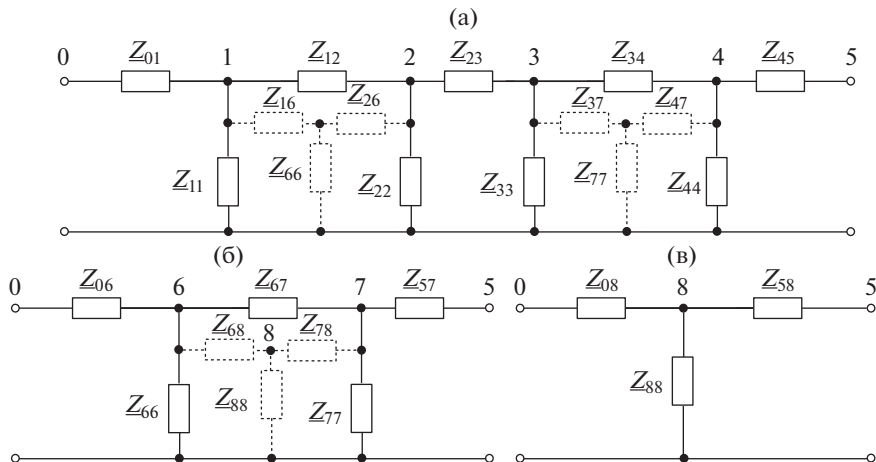 (а)
0 1 2 3 4 5
Z01 Z12 Z23 Z34 Z45
Z16 Z26 Z37 Z47
Z11 Z66 Z22 Z33 Z77 Z44
(б) (в)
0 6 7 5 0 8 5
Z06 Z67 Z57 Z08 Z58
Z68 8 Z78
Z66 Z88 Z77 Z88